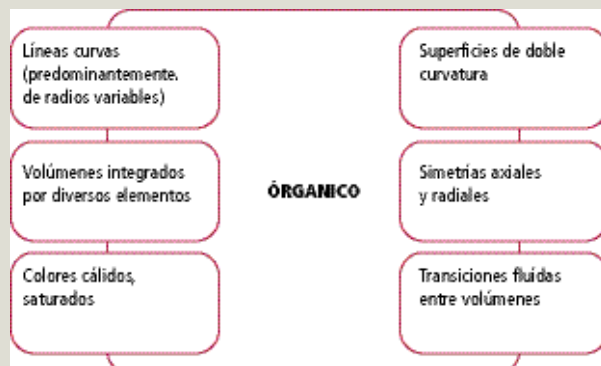 Líneas curvas
(predominantemente.
de radios variables)
Volúmenes integrados
por diversos elementos
Colores cálidos,
saturados
ÓRGANICO
Superficies de doble
curvatura
Simetrías axiales
y radiales
Transiciones fluídas
entre volúmenes